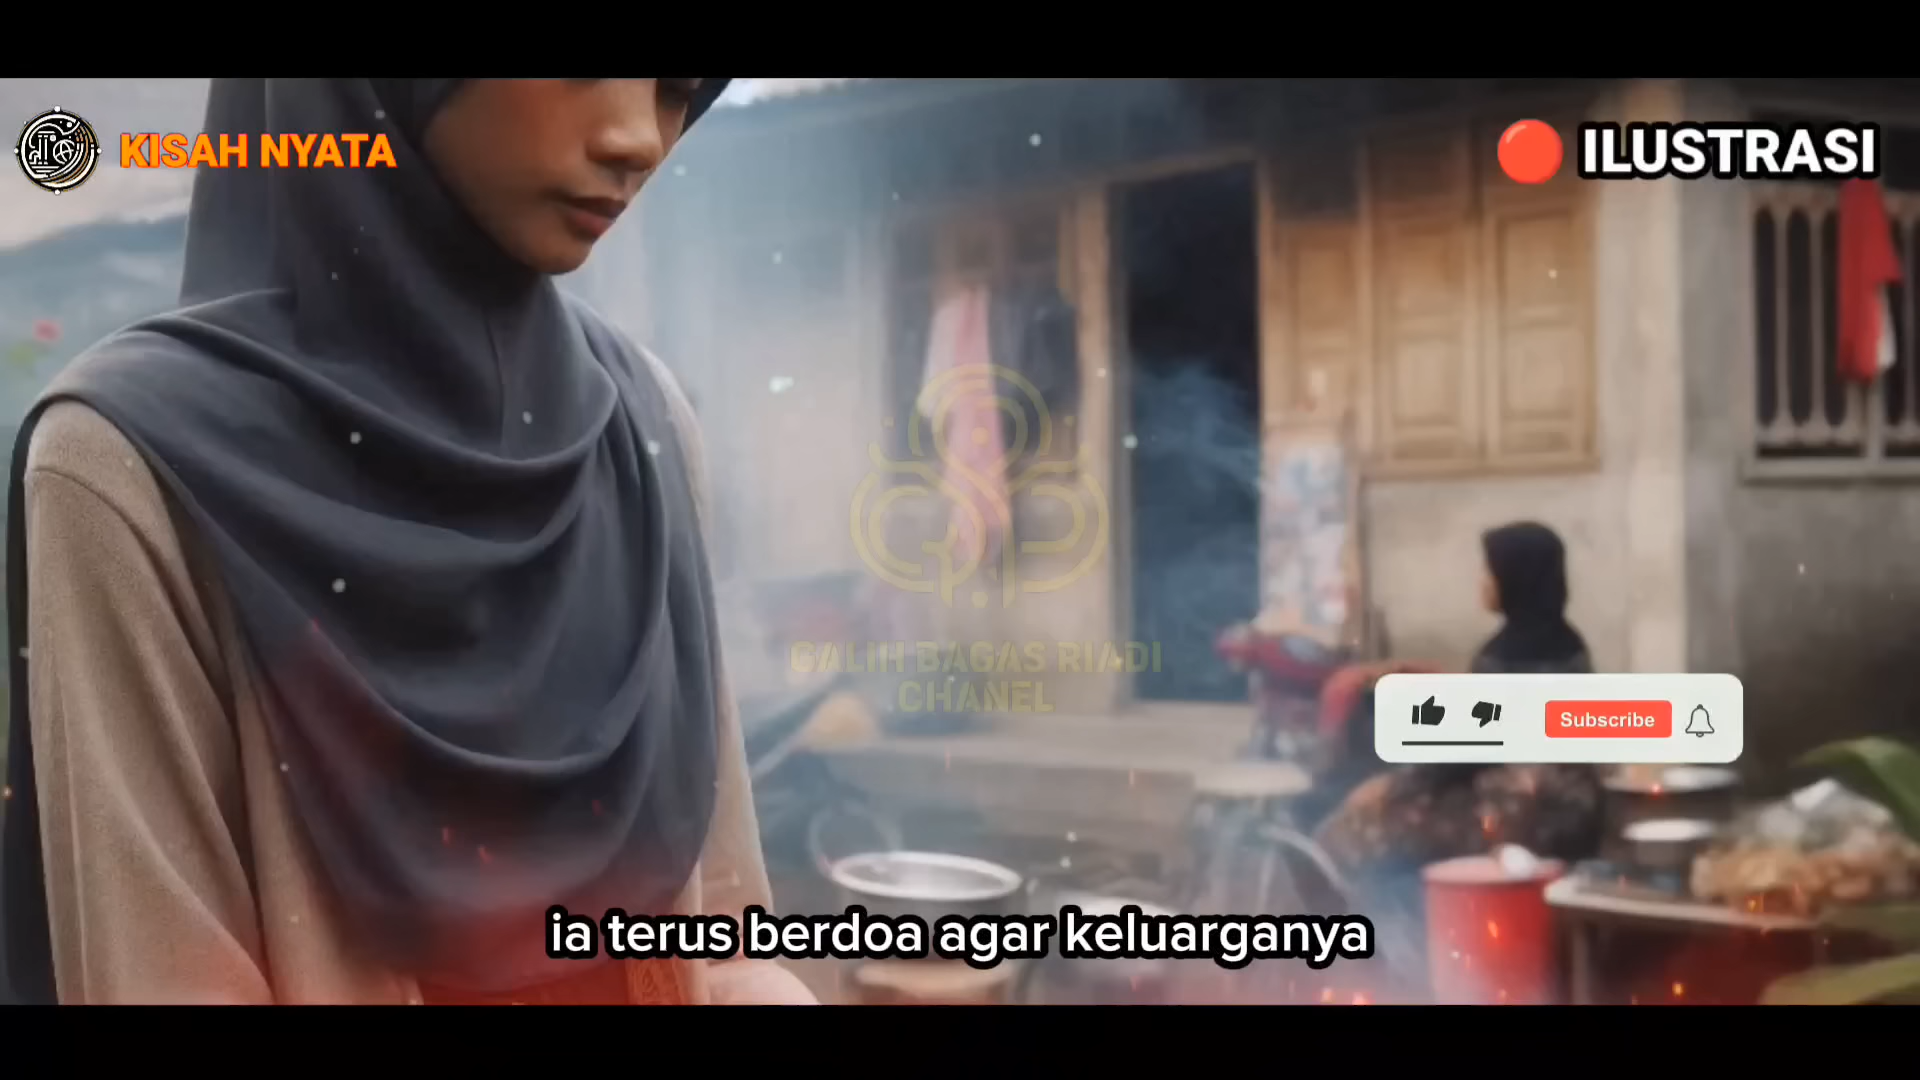 KISAH NYATA
ILUSTRASI
GALIH BAGAS RIADI
CHANEL
Subscribe
ia terus berdoa agar keluarganya